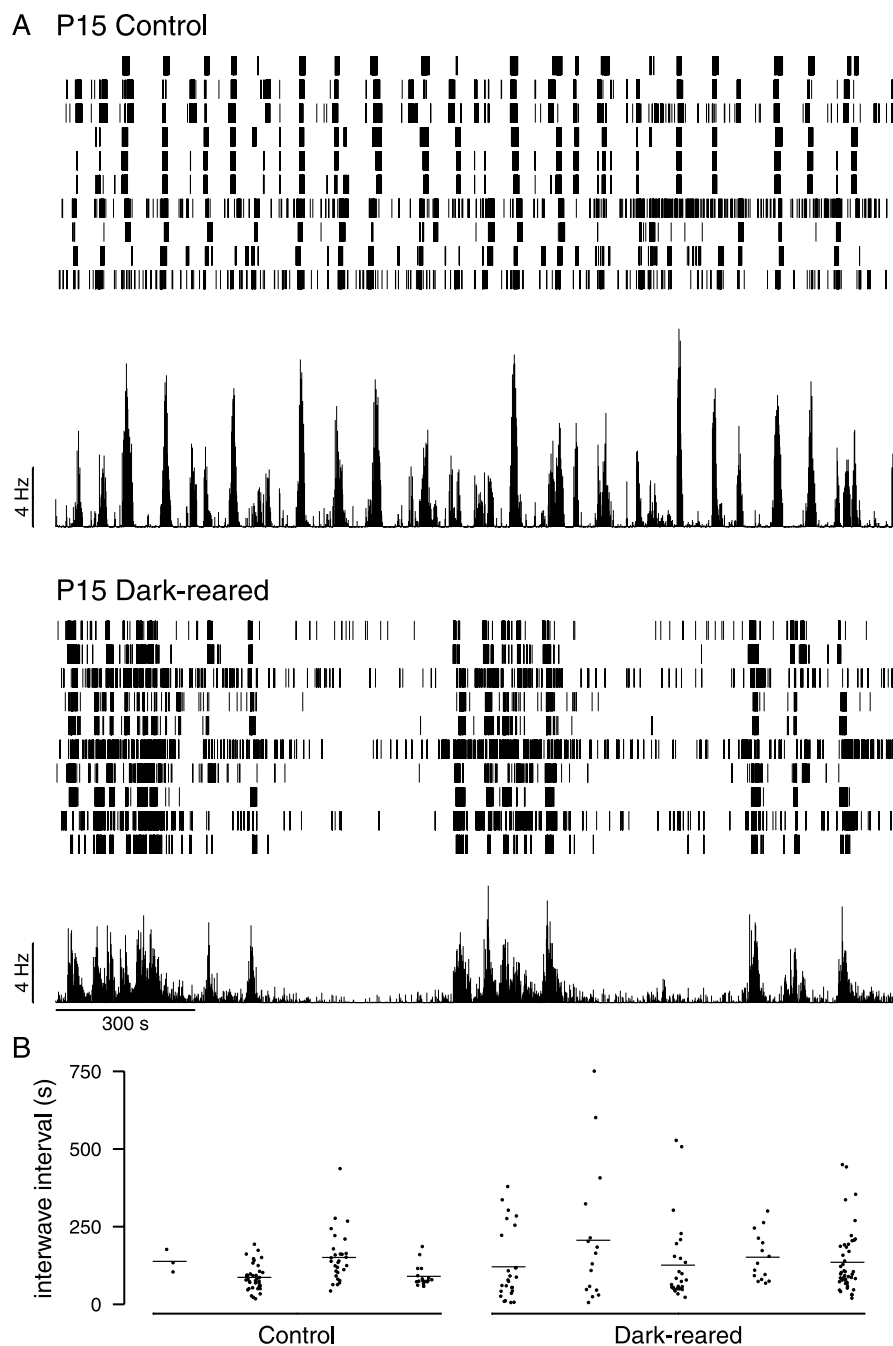 A P15 Control
4 Hz
P15 Dark-reared
4 Hz
300 s
B
interwave interval (s)
750
500
250
0
Control
Dark-reared